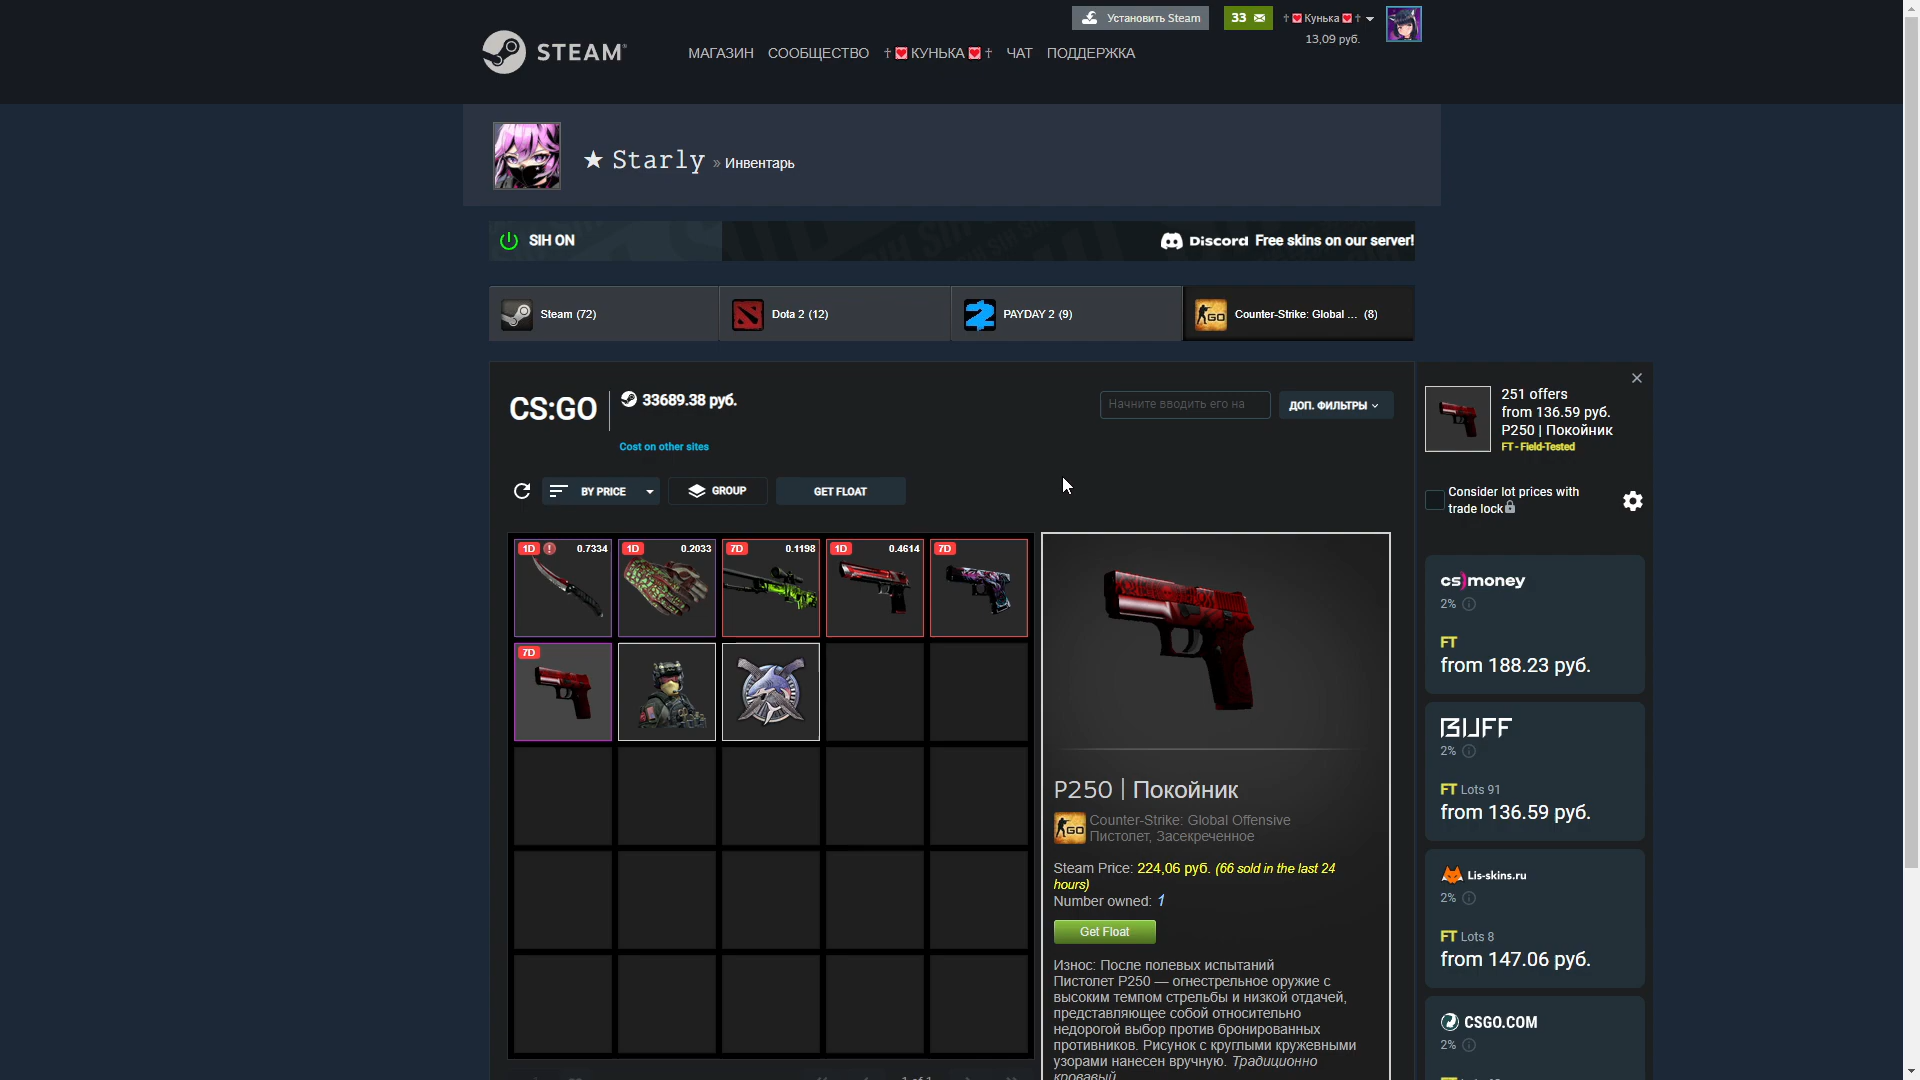 Установить Steam
33
†❤Кунька❤†
13,09 руб.
STEAM
МАГАЗИН СООБЩЕСТВО †❤КУНЬКА❤† ЧАТ ПОДДЕРЖКА
★ Starly » Инвентарь
SIH ON
Discord Free skins on our server!
Steam (72)
Dota 2 (12)
PAYDAY 2 (9)
Counter-Strike: Global ... (8)
CS:GO
33689.38 руб.
Cost on other sites
Начните вводить его на
ДОП. ФИЛЬТРЫ
BY PRICE
GROUP
GET FLOAT
1D 0.7334
1D 0.2033
7D 0.1198
1D 0.4614
7D
7D
P250 | Покойник
Counter-Strike: Global Offensive
Пистолет, Засекреченное
Steam Price: 224,06 руб. (66 sold in the last 24
hours)
Number owned: 1
Get Float
Износ: После полевых испытаний
Пистолет P250 — огнестрельное оружие с
высоким темпом стрельбы и низкой отдачей,
представляющее собой относительно
недорогой выбор против бронированных
противников. Рисунок с круглыми кружевными
узорами нанесен вручную. Традиционно
кровавый
251 offers
from 136.59 руб.
P250 | Покойник
FT - Field-Tested
Consider lot prices with
trade lock
cs)money
2%
FT
from 188.23 руб.
BUFF
2%
FT Lots 91
from 136.59 руб.
Lis-skins.ru
2%
FT Lots 8
from 147.06 руб.
CSGO.COM
2%